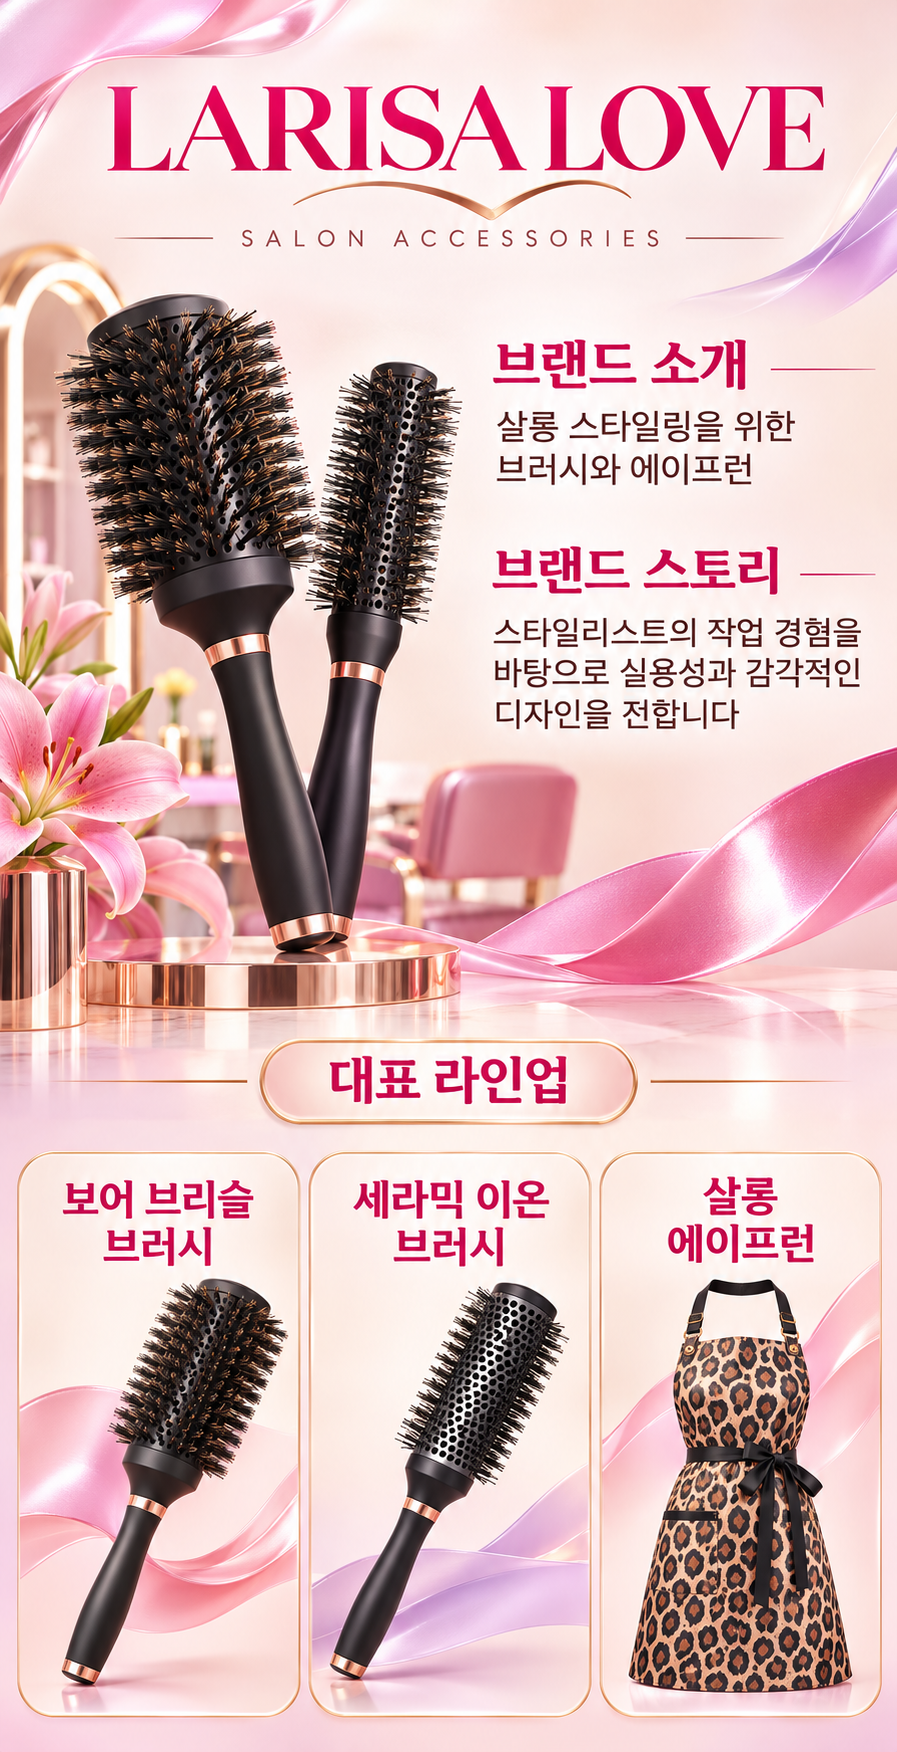 LARISA LOVE
SALON ACCESSORIES
브랜드 소개
살롱 스타일링을 위한
브러시와 에이프런
브랜드 스토리
스타일리스트의 작업 경험을
바탕으로 실용성과 감각적인
디자인을 전합니다
대표 라인업
보어 브리슬
브러시
세라믹 이온
브러시
살롱
에이프런